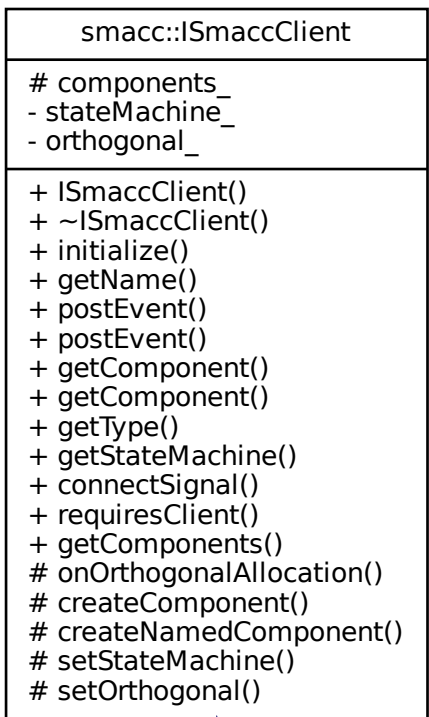 smacc::ISmaccClient
# components_
- stateMachine_
- orthogonal_
+ ISmaccClient()
+ ~ISmaccClient()
+ initialize()
+ getName()
+ postEvent()
+ postEvent()
+ getComponent()
+ getComponent()
+ getType()
+ getStateMachine()
+ connectSignal()
+ requiresClient()
+ getComponents()
# onOrthogonalAllocation()
# createComponent()
# createNamedComponent()
# setStateMachine()
# setOrthogonal()